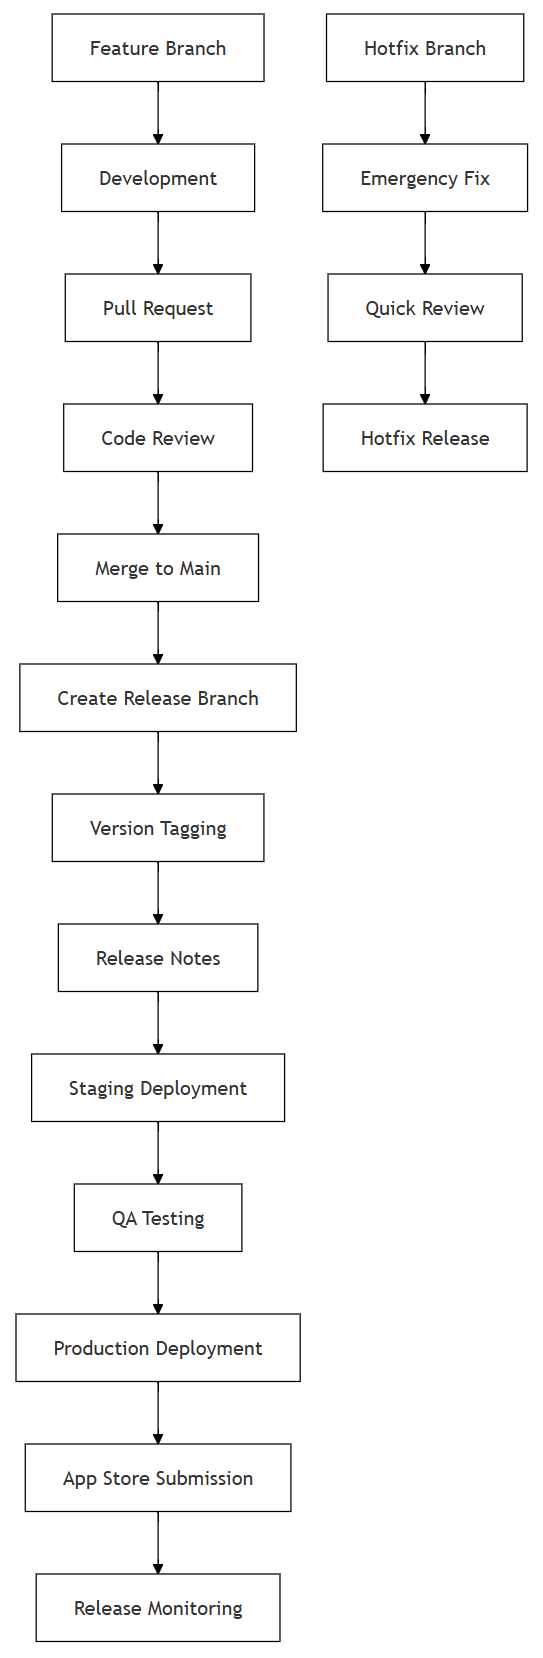 Feature Branch
Development
Pull Request
Code Review
Merge to Main
Create Release Branch
Version Tagging
Release Notes
Staging Deployment
QA Testing
Production Deployment
App Store Submission
Release Monitoring
Hotfix Branch
Emergency Fix
Quick Review
Hotfix Release